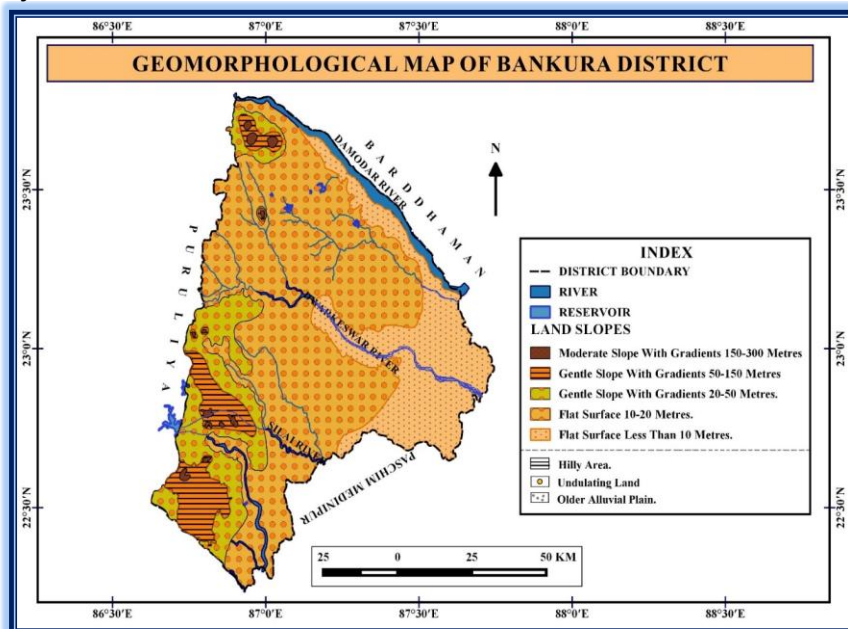 86°30'E 87°0'E 87°30'E 88°0'E 88°30'E
GEOMORPHOLOGICAL MAP OF BANKURA DISTRICT
N
BARDDHAMAN
DAMODAR RIVER
23°30'N
23°30'N
PURULIYA
DWARKESWAR RIVER
23°0'N
23°0'N
SILAI RIVER
PASCHIM MEDINIPUR
22°30'N
22°30'N
INDEX
DISTRICT BOUNDARY
RIVER
RESERVOIR
LAND SLOPES
Moderate Slope With Gradients 150-300 Metres
Gentle Slope With Gradients 50-150 Metres
Gentle Slope With Gradients 20-50 Metres.
Flat Surface 10-20 Metres.
Flat Surface Less Than 10 Metres.
Hilly Area.
Undulating Land
Older Alluvial Plain.
25 0 25 50 KM
86°30'E 87°0'E 87°30'E 88°0'E 88°30'E